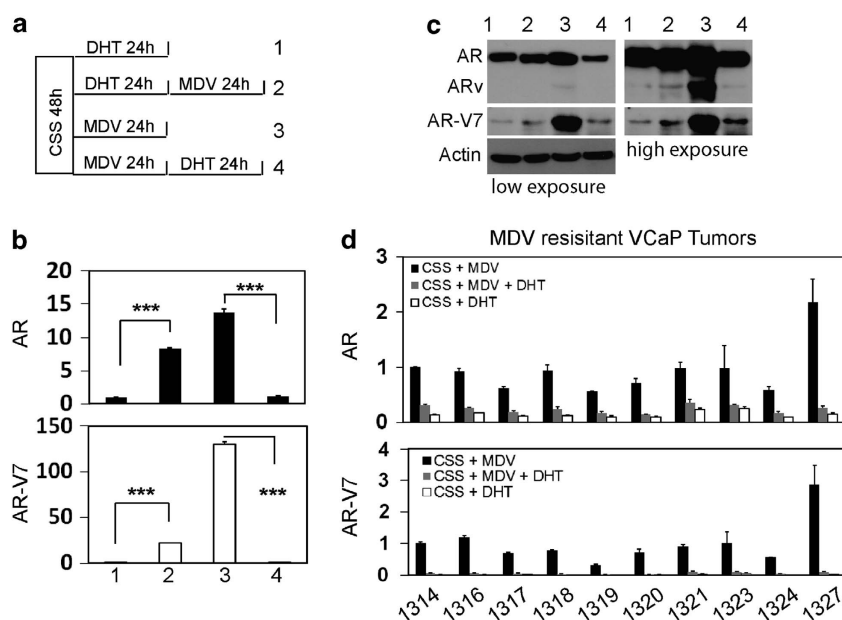 a
DHT 24h 1
DHT 24h MDV 24h 2
MDV 24h 3
MDV 24h DHT 24h 4
CSS 48h
b
AR
20
15
10
5
0
*** ***
AR-V7
150
100
50
0
*** ***
1 2 3 4
c
1 2 3 4 1 2 3 4
AR
ARv
AR-V7
Actin
low exposure
high exposure
d
MDV resisitant VCaP Tumors
AR
3
2
1
0
CSS + MDV
CSS + MDV + DHT
CSS + DHT
AR-V7
4
3
2
1
0
CSS + MDV
CSS + MDV + DHT
CSS + DHT
1314 1316 1317 1318 1319 1320 1321 1323 1324 1327